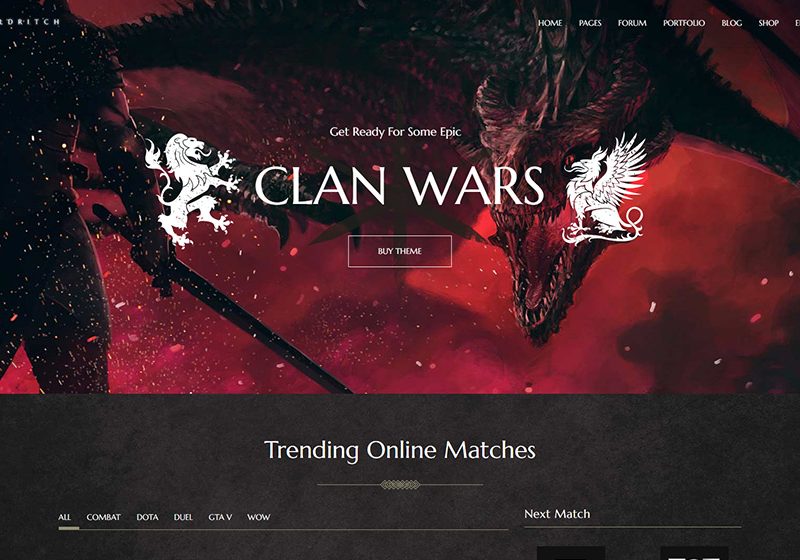 HOME PAGES FORUM PORTFOLIO BLOG SHOP
Get Ready For Some Epic
CLAN WARS
BUY THEME
Trending Online Matches
ALL COMBAT DOTA DUEL GTA V WOW
Next Match